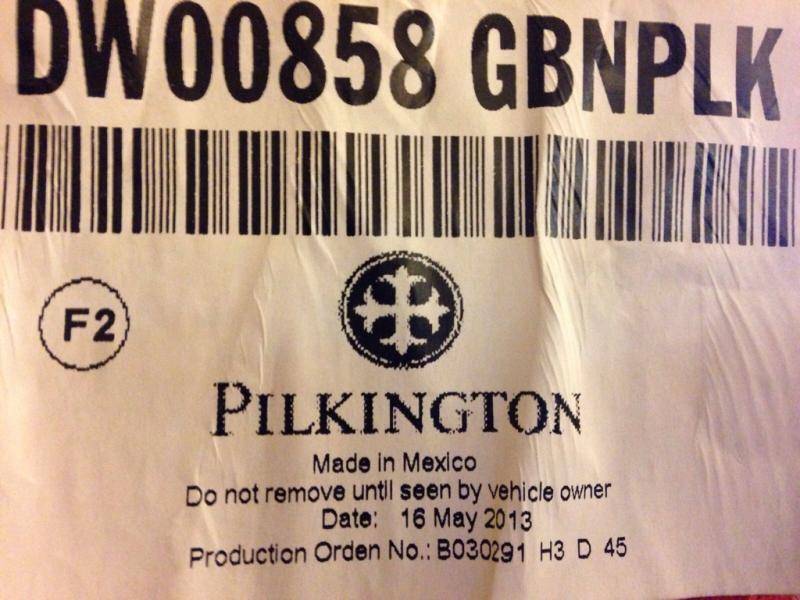 DW00858 GBNPLK
F2
PILKINGTON
Made in Mexico
Do not remove until seen by vehicle owner
Date: 16 May 2013
Production Orden No.: B030291 H3 D 45